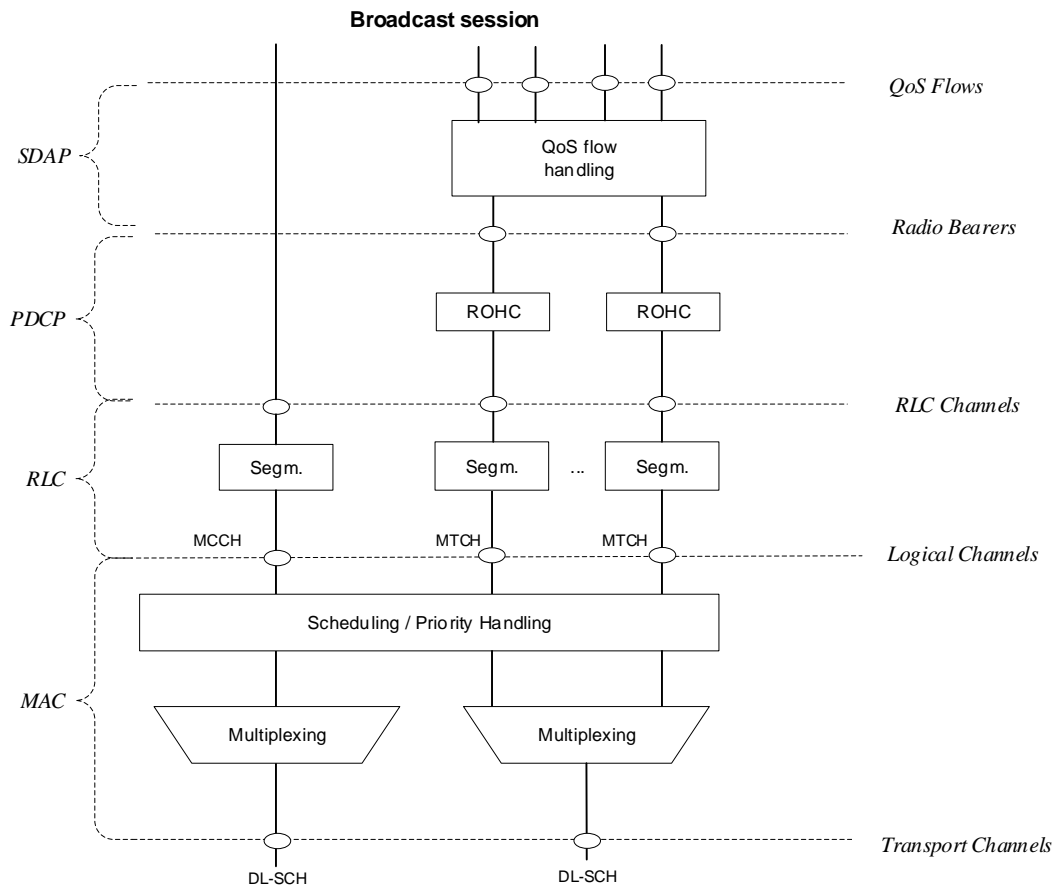 Broadcast session
QoS Flows
SDAP
QoS flow
handling
Radio Bearers
PDCP
ROHC
ROHC
RLC Channels
RLC
Segm.
Segm.
...
Segm.
MCCH
MTCH
MTCH
Logical Channels
Scheduling / Priority Handling
MAC
Multiplexing
Multiplexing
Transport Channels
DL-SCH
DL-SCH